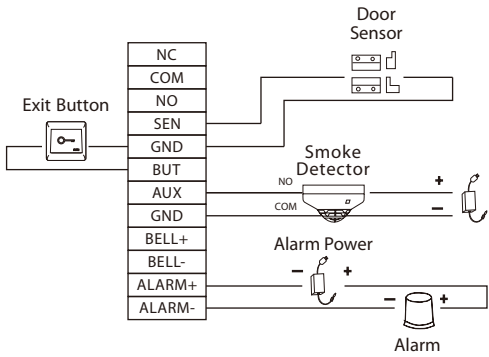 Door
Sensor
NC
COM
NO
SEN
GND
BUT
AUX
GND
BELL+
BELL-
ALARM+
ALARM-
Exit Button
Smoke
Detector
NO
COM
+
−
Alarm Power
− +
− +
Alarm